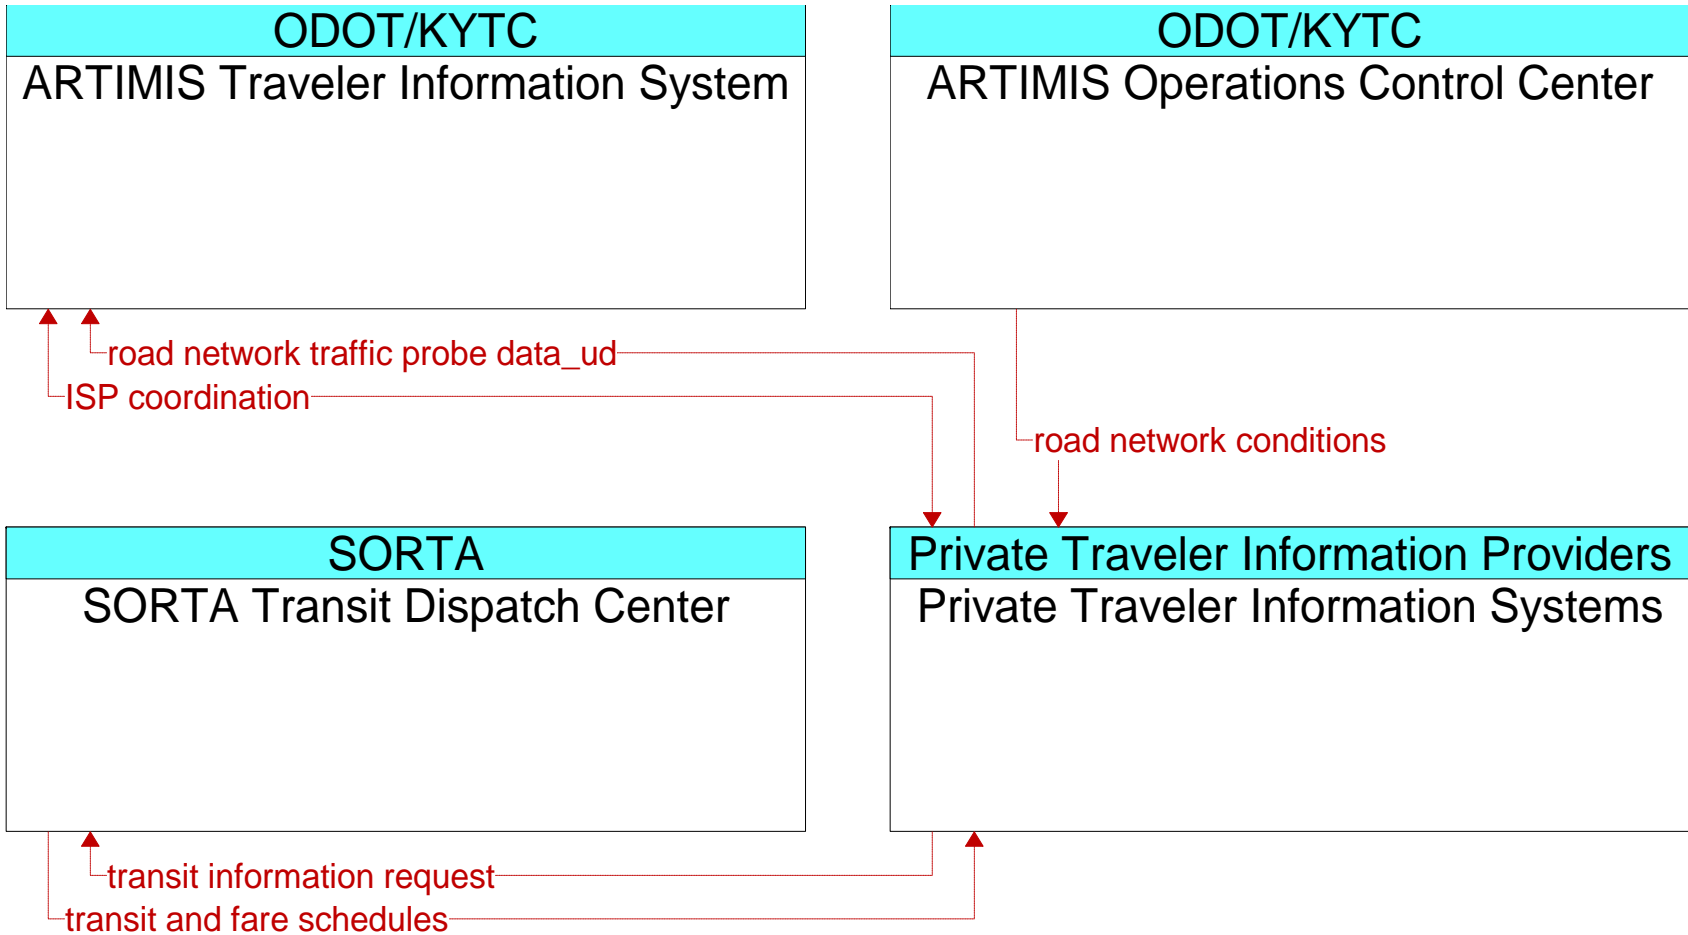 ODOT/KYTC
ARTIMIS Traveler Information System
ODOT/KYTC
ARTIMIS Operations Control Center
road network traffic probe data_ud
ISP coordination
road network conditions
SORTA
SORTA Transit Dispatch Center
Private Traveler Information Providers
Private Traveler Information Systems
transit information request
transit and fare schedules